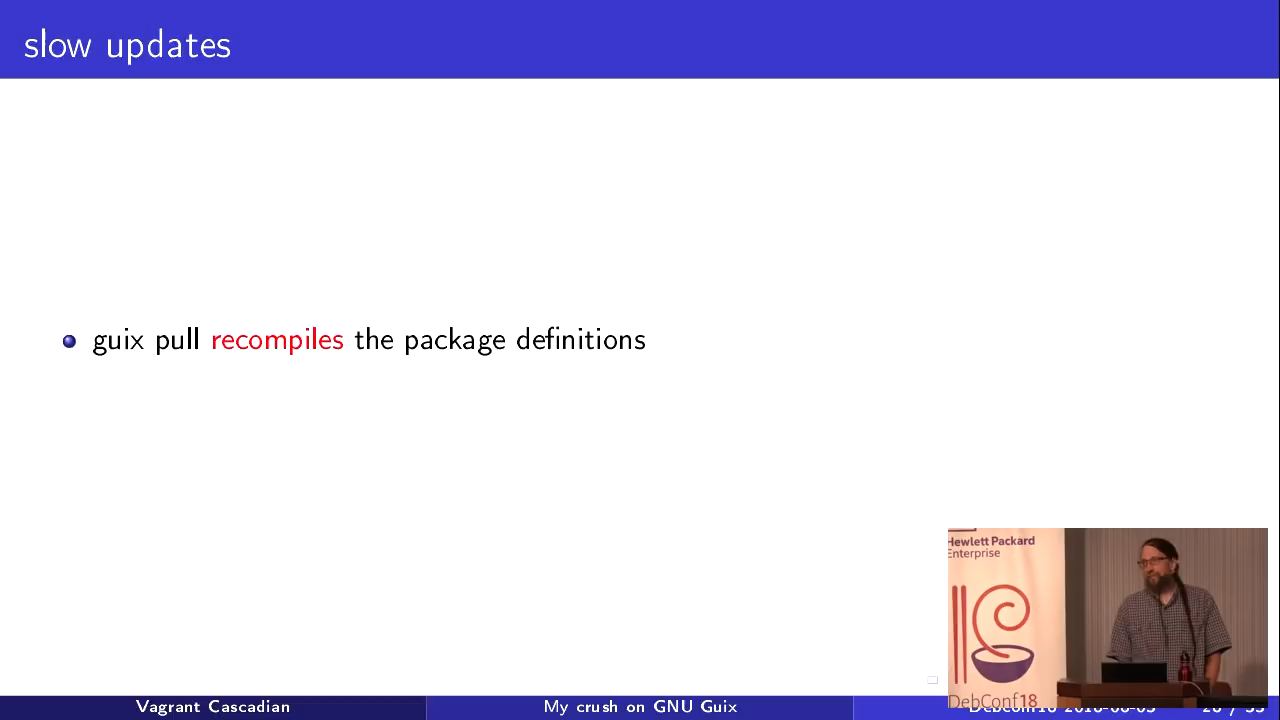 slow updates
guix pull recompiles the package definitions
Hewlett Packard
Enterprise
DebConf18
Vagrant Cascadian
My crush on GNU Guix